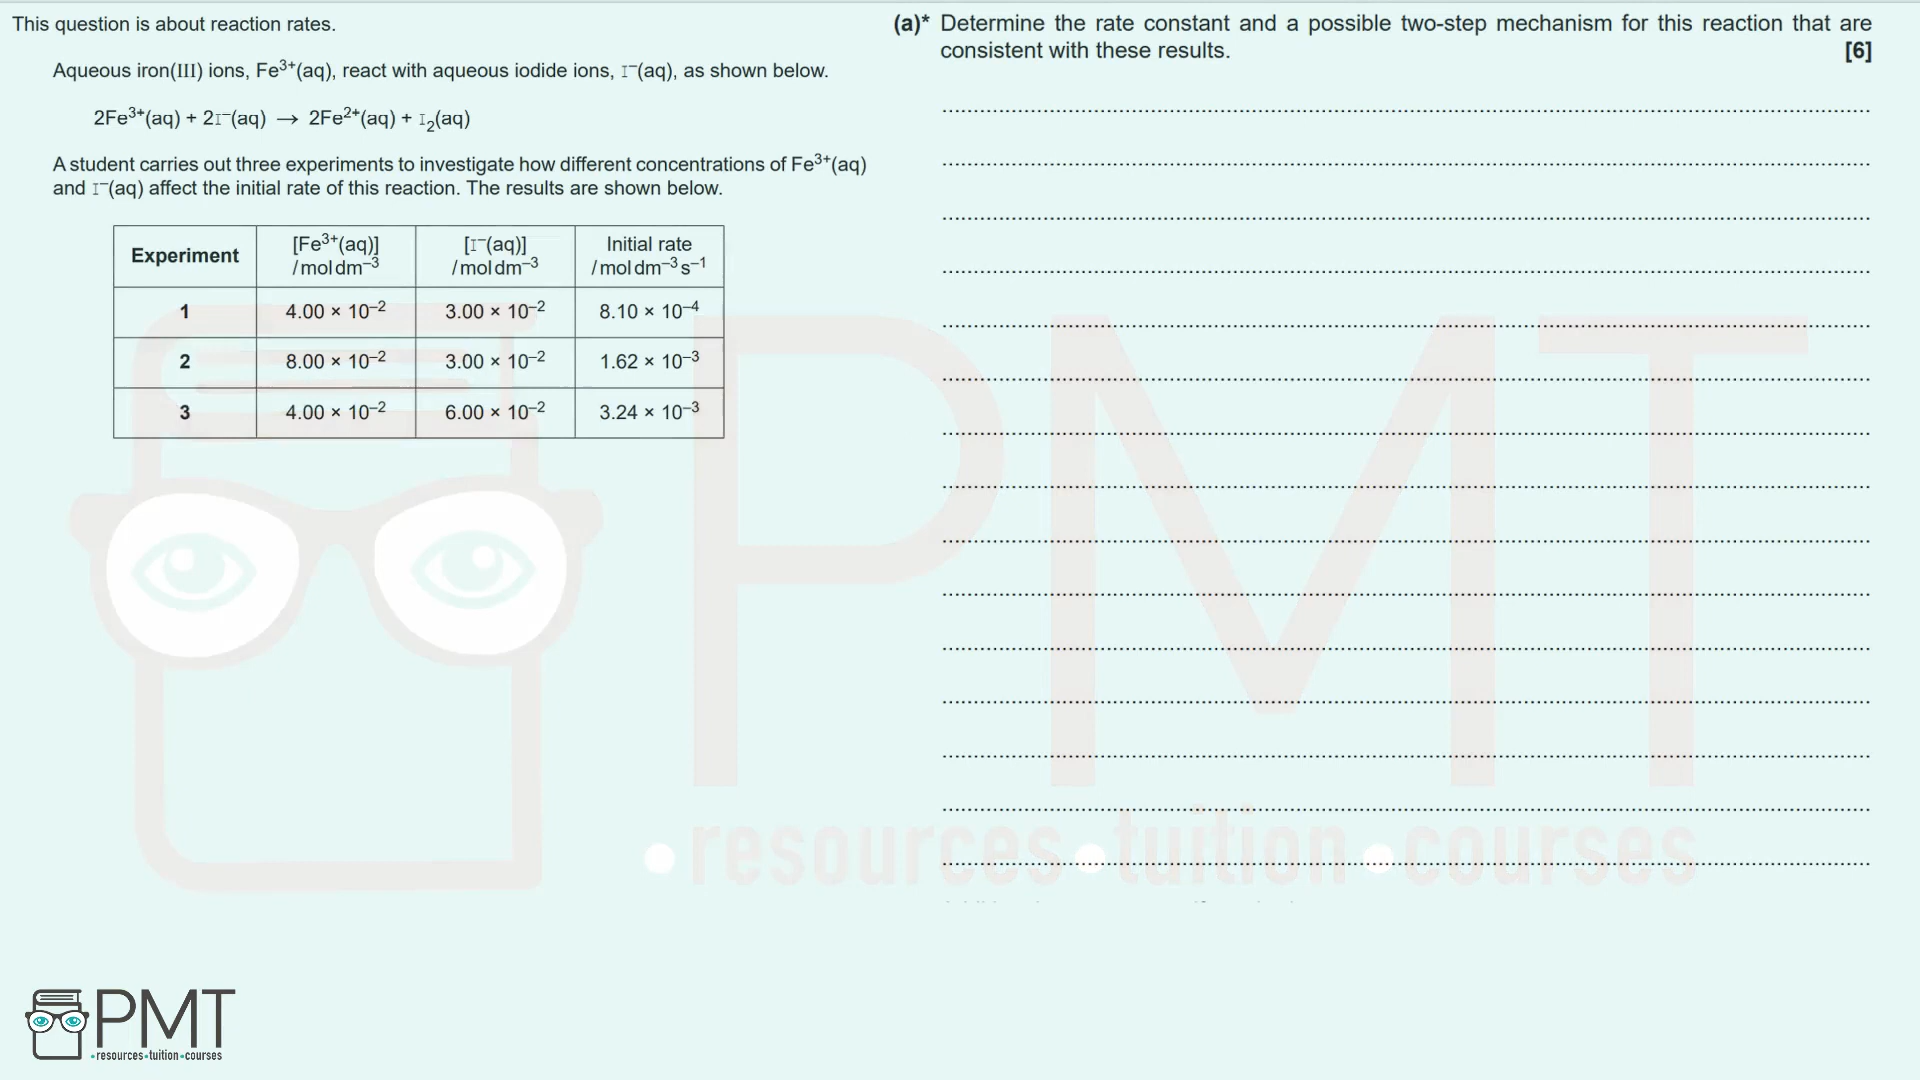 This question is about reaction rates.
Aqueous iron(III) ions, Fe³⁺(aq), react with aqueous iodide ions, I⁻(aq), as shown below.
2Fe³⁺(aq) + 2I⁻(aq) → 2Fe²⁺(aq) + I₂(aq)
A student carries out three experiments to investigate how different concentrations of Fe³⁺(aq)
and I⁻(aq) affect the initial rate of this reaction. The results are shown below.
Experiment [Fe³⁺(aq)] /mol dm⁻³ [I⁻(aq)] /mol dm⁻³ Initial rate /mol dm⁻³ s⁻¹
1 4.00 × 10⁻² 3.00 × 10⁻² 8.10 × 10⁻⁴
2 8.00 × 10⁻² 3.00 × 10⁻² 1.62 × 10⁻³
3 4.00 × 10⁻² 6.00 × 10⁻² 3.24 × 10⁻³
(a)* Determine the rate constant and a possible two-step mechanism for this reaction that are
consistent with these results. [6]
PMT
•resources•tuition•courses
PMT
•resources•tuition•courses